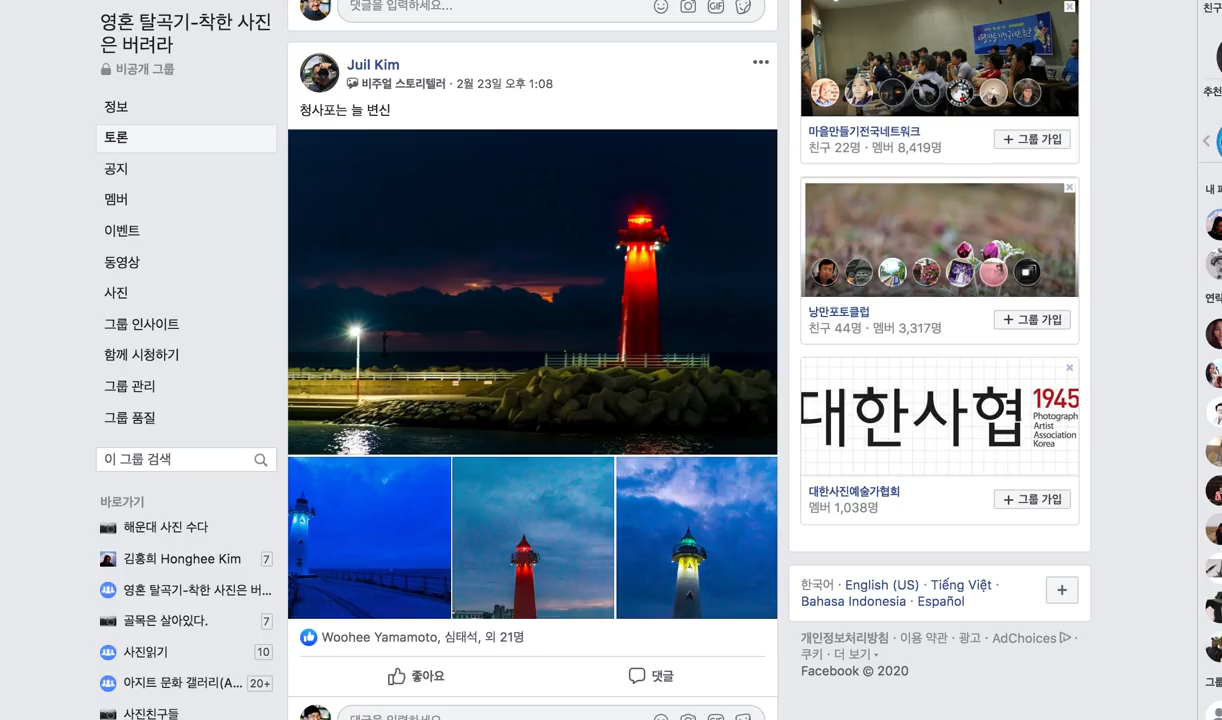 영혼 탈곡기-착한 사진
은 버려라
비공개 그룹
정보
토론
공지
멤버
이벤트
동영상
사진
그룹 인사이트
함께 시청하기
그룹 관리
그룹 품질
이 그룹 검색
바로가기
해운대 사진 수다
김홍희 Honghee Kim 7
영혼 탈곡기-착한 사진은 버...
골목은 살아있다. 7
사진읽기 10
아지트 문화 갤러리(A... 20+
사진친구들
댓글을 입력하세요...
GIF
Juil Kim
비주얼 스토리텔러 · 2월 23일 오후 1:08
청사포는 늘 변신
Woohee Yamamoto, 심태석, 외 21명
좋아요
댓글
댓글을 입력하세요...
GIF
마을만들기전국네트워크
친구 22명 · 멤버 8,419명
+ 그룹 가입
낭만포토클럽
친구 44명 · 멤버 3,317명
+ 그룹 가입
대한사협
1945
Photograph
Artist
Association
Korea
대한사진예술가협회
멤버 1,038명
+ 그룹 가입
한국어 · English (US) · Tiếng Việt ·
Bahasa Indonesia · Español
+
개인정보처리방침 · 이용 약관 · 광고 · AdChoices ·
쿠키 · 더 보기
Facebook © 2020
친구
추천
내 페
연락
그룹